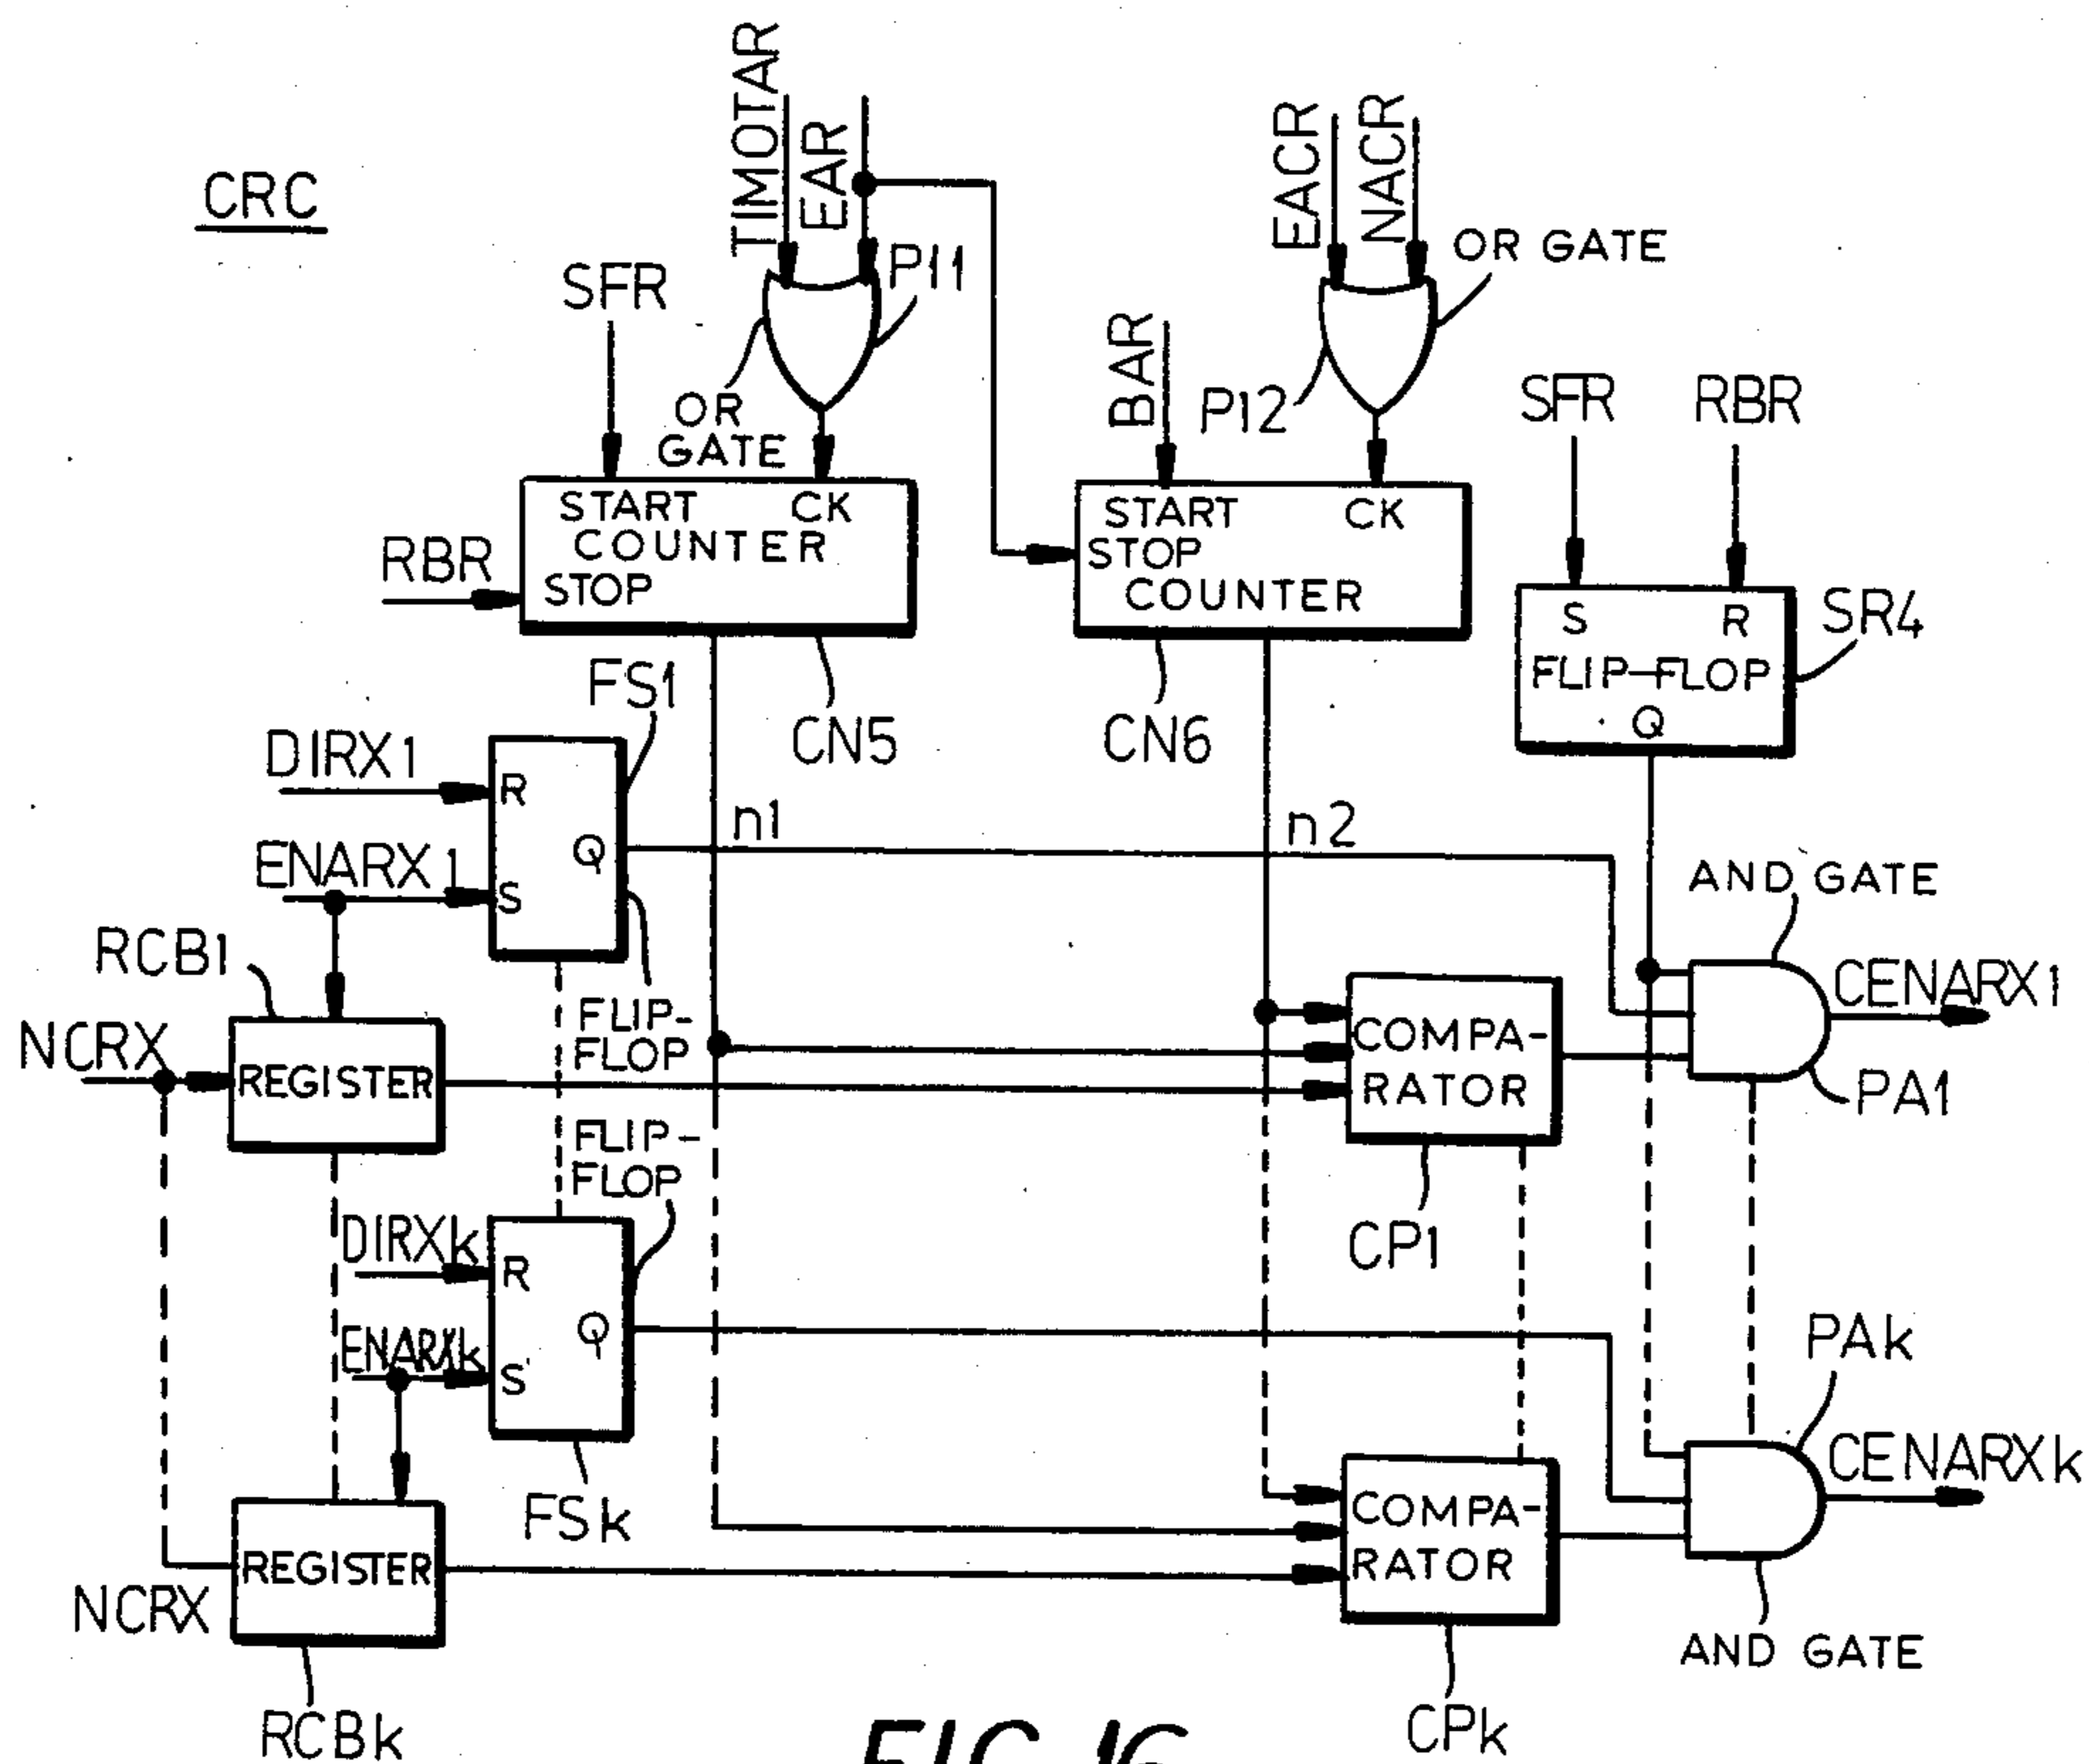 CRC
TIMOTAR
EAR
EACR
NACR
SFR
P11
OR GATE
BAR
P12
OR
GATE
SFR
RBR
START
CK
COUNTER
STOP
RBR
START
CK
STOP
COUNTER
S
R
FLIP-FLOP
Q
SR4
FS1
CN5
CN6
DIRX1
R
n1
n2
Q
ENARX1
S
AND GATE
RCB1
CENARX1
FLIP-
FLOP
NCRX
REGISTER
COMPA-
RATOR
PA1
FLIP-
FLOP
CP1
DIRXk
R
Q
ENARXk
S
PAk
CENARXk
FSk
COMPA-
RATOR
REGISTER
NCRX
AND GATE
RCBk
CPk
FIG. 16